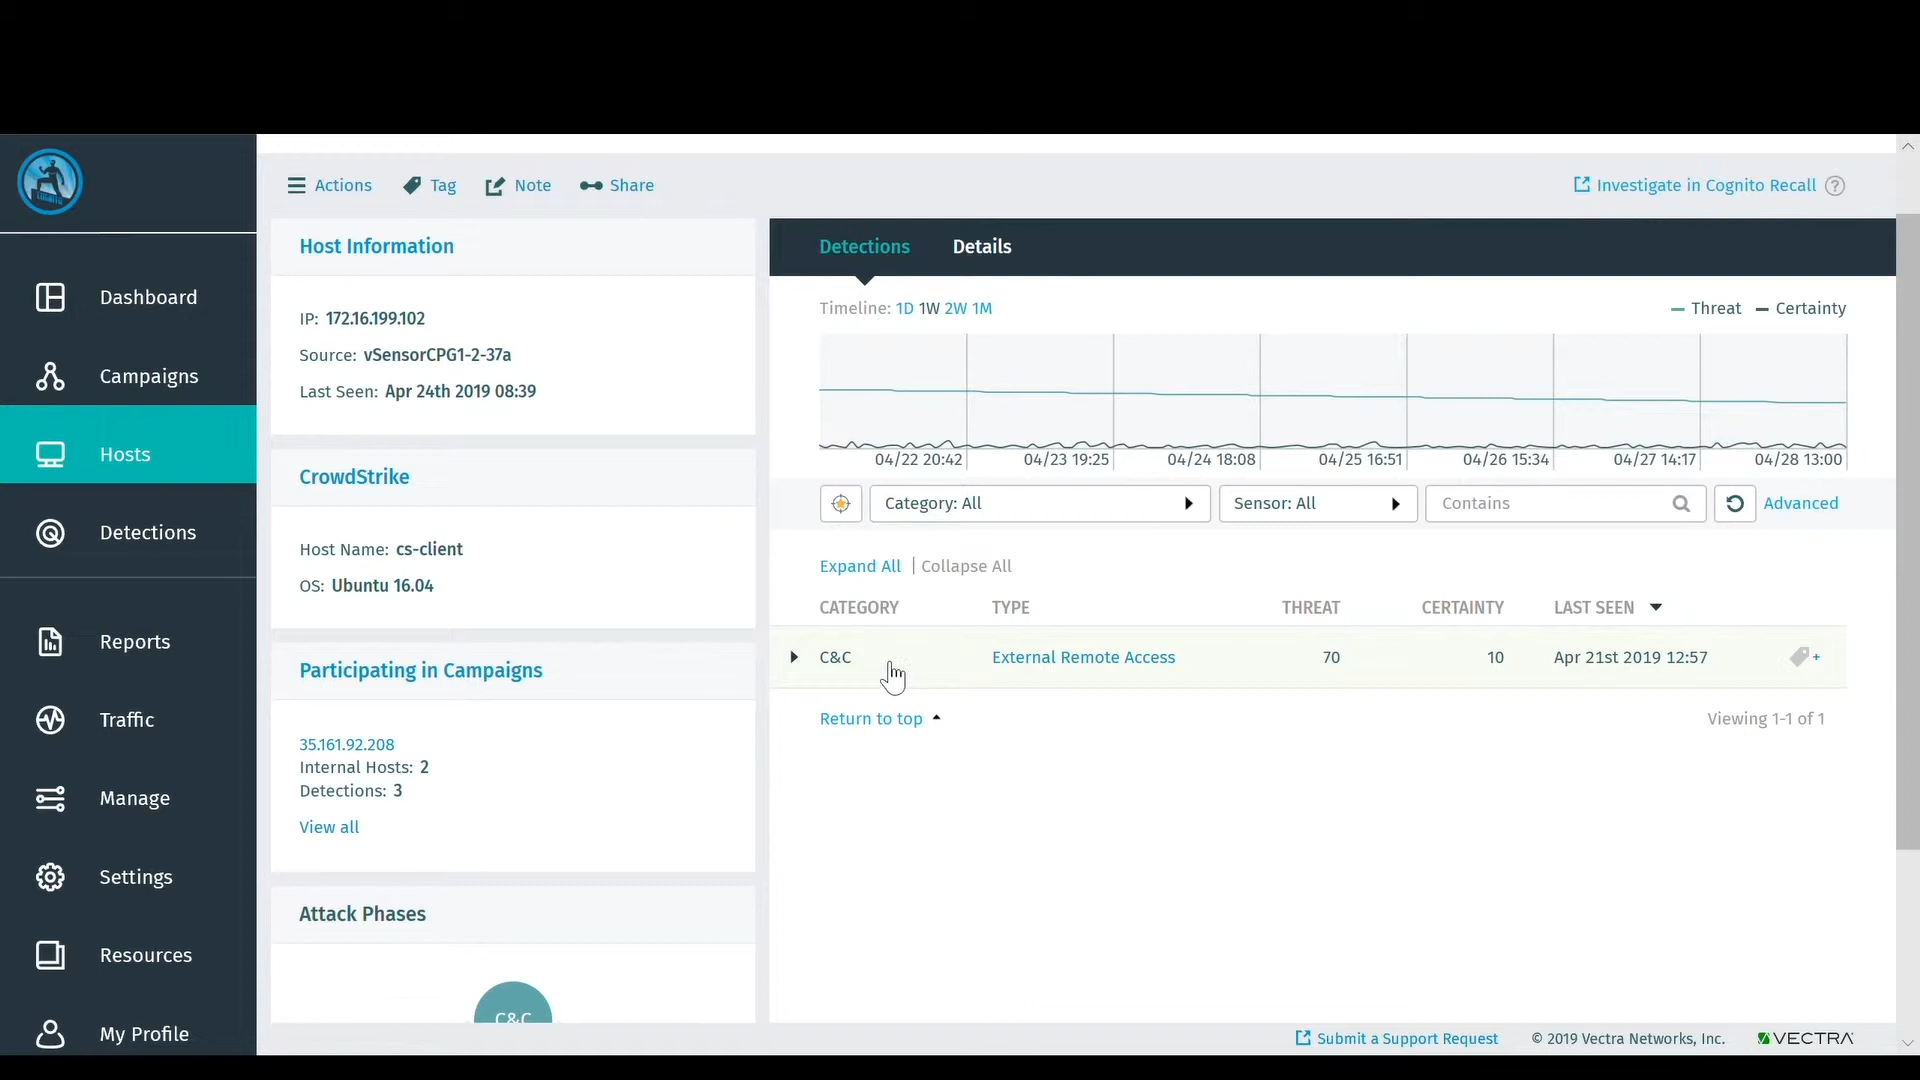 Actions Tag Note Share Investigate in Cognito Recall ?
Dashboard
Campaigns
Hosts
Detections
Reports
Traffic
Manage
Settings
Resources
My Profile
Host Information
IP: 172.16.199.102
Source: vSensorCPG1-2-37a
Last Seen: Apr 24th 2019 08:39
CrowdStrike
Host Name: cs-client
OS: Ubuntu 16.04
Participating in Campaigns
35.161.92.208
Internal Hosts: 2
Detections: 3
View all
Attack Phases
C&C
Detections Details
Timeline: 1D 1W 2W 1M Threat Certainty
04/22 20:42 04/23 19:25 04/24 18:08 04/25 16:51 04/26 15:34 04/27 14:17 04/28 13:00
Category: All Sensor: All Contains Advanced
Expand All | Collapse All
CATEGORY TYPE THREAT CERTAINTY LAST SEEN
C&C External Remote Access 70 10 Apr 21st 2019 12:57 +
Return to top Viewing 1-1 of 1
Submit a Support Request © 2019 Vectra Networks, Inc. VECTRA